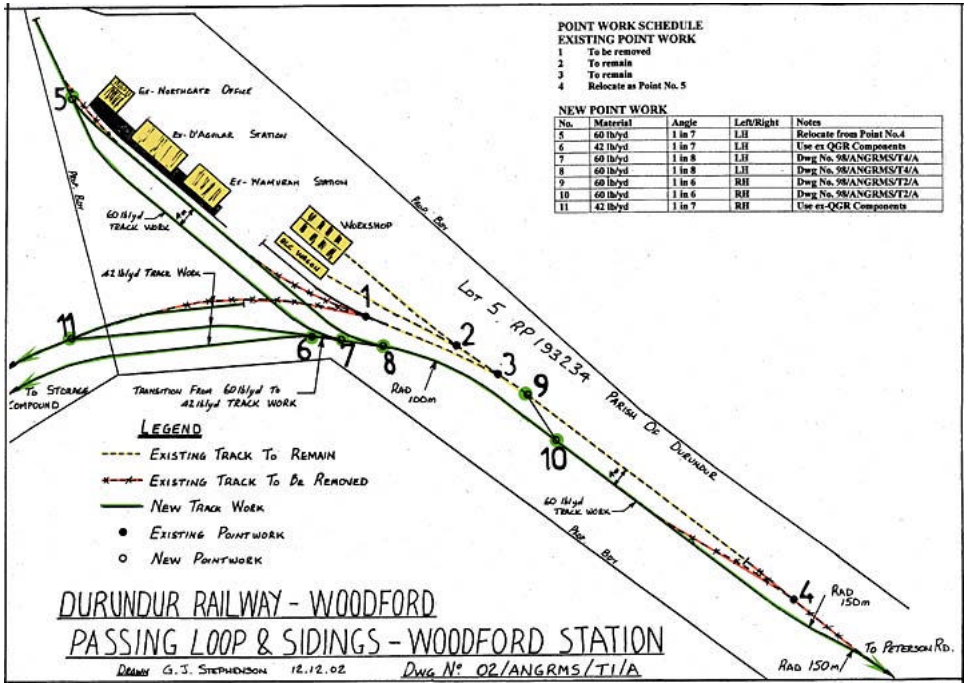 POINT WORK SCHEDULE
EXISTING POINT WORK
1 To be removed
2 To remain
3 To remain
4 Relocate as Point No. 5
NEW POINT WORK
No. Material Angle Left/Right Notes
5 60 lb/yd 1 in 7 LH Relocate from Point No.4
6 42 lb/yd 1 in 7 LH Use ex QGR Components
7 60 lb/yd 1 in 8 LH Dwg No. 98/ANGRMS/T4/A
8 60 lb/yd 1 in 8 LH Dwg No. 98/ANGRMS/T4/A
9 60 lb/yd 1 in 6 RH Dwg No. 98/ANGRMS/T2/A
10 60 lb/yd 1 in 6 RH Dwg No. 98/ANGRMS/T2/A
11 42 lb/yd 1 in 7 RH Use ex-QGR Components
5
EX-NORTHGATE OFFICE
EX-D'AGUILAR STATION
EX-WAMURAN STATION
PROP. BDY
PROP. BDY
60 lb/yd
TRACK WORK
4M
WORKSHOP
QLE WAGON
42 lb/yd TRACK WORK
LOT 5, RP 193234
PARISH OF DURUNDUR
1
2
3
11
6
7
8
9
10
RAD
100m
TO STORAGE
COMPOUND
TRANSITION FROM 60 lb/yd TO
42 lb/yd TRACK WORK
4M
60 lb/yd
TRACK WORK
PROP. BDY
LEGEND
EXISTING TRACK TO REMAIN
EXISTING TRACK TO BE REMOVED
NEW TRACK WORK
EXISTING POINTWORK
NEW POINTWORK
4
RAD
150m
RAD 150m
TO PETERSON RD.
DURUNDUR RAILWAY - WOODFORD
PASSING LOOP & SIDINGS - WOODFORD STATION
DRAWN G.J. STEPHENSON 12.12.02 DWG No 02/ANGRMS/T1/A